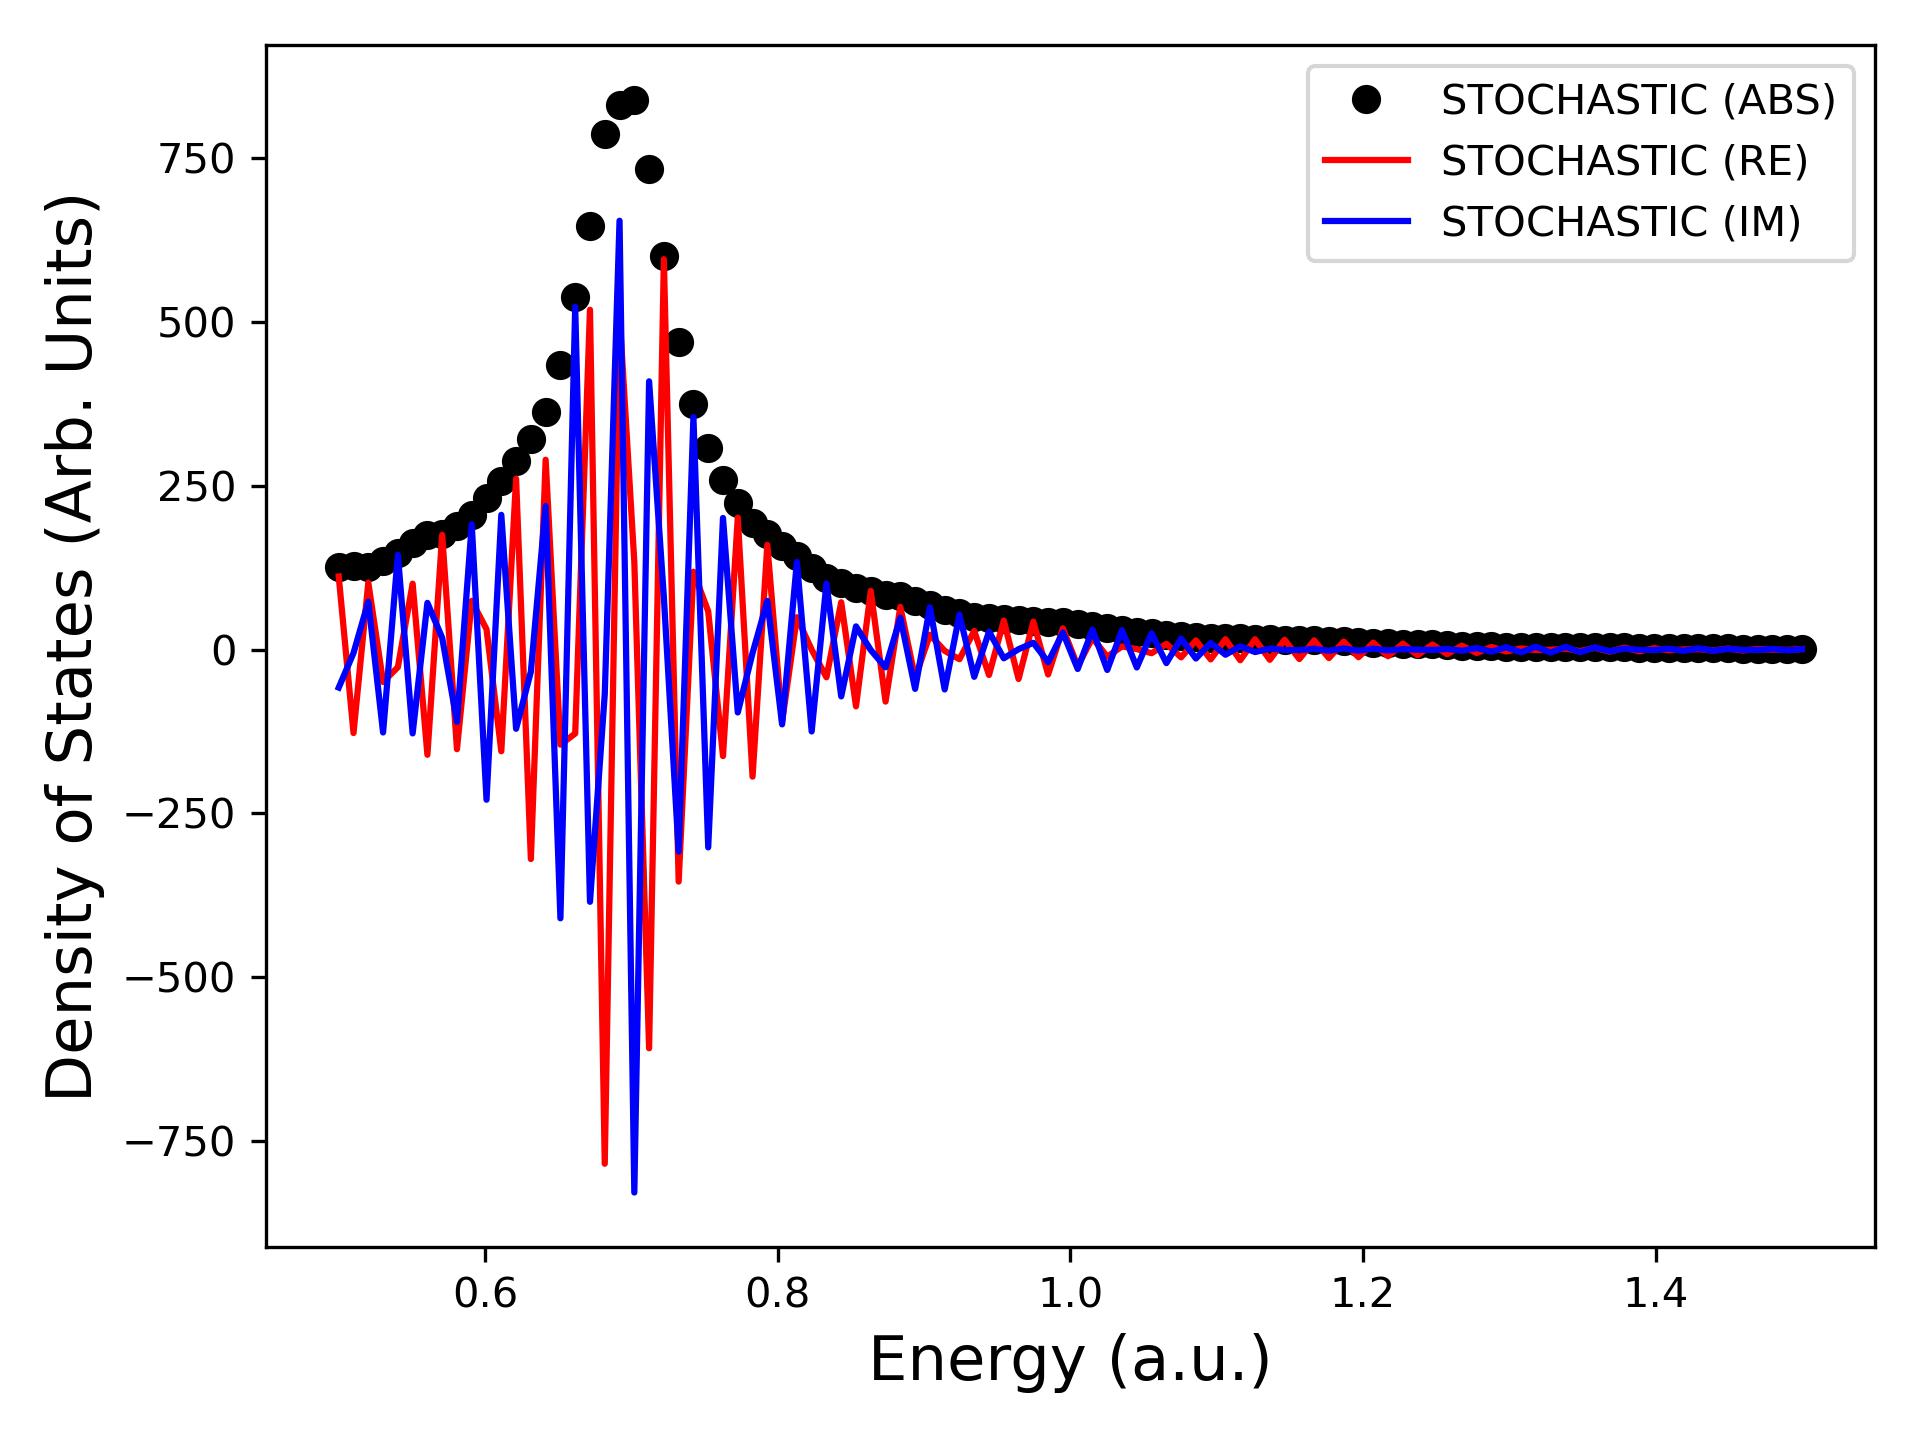 STOCHASTIC (ABS)
STOCHASTIC (RE)
STOCHASTIC (IM)
Density of States (Arb. Units)
750
500
250
0
−250
−500
−750
0.6 0.8 1.0 1.2 1.4
Energy (a.u.)